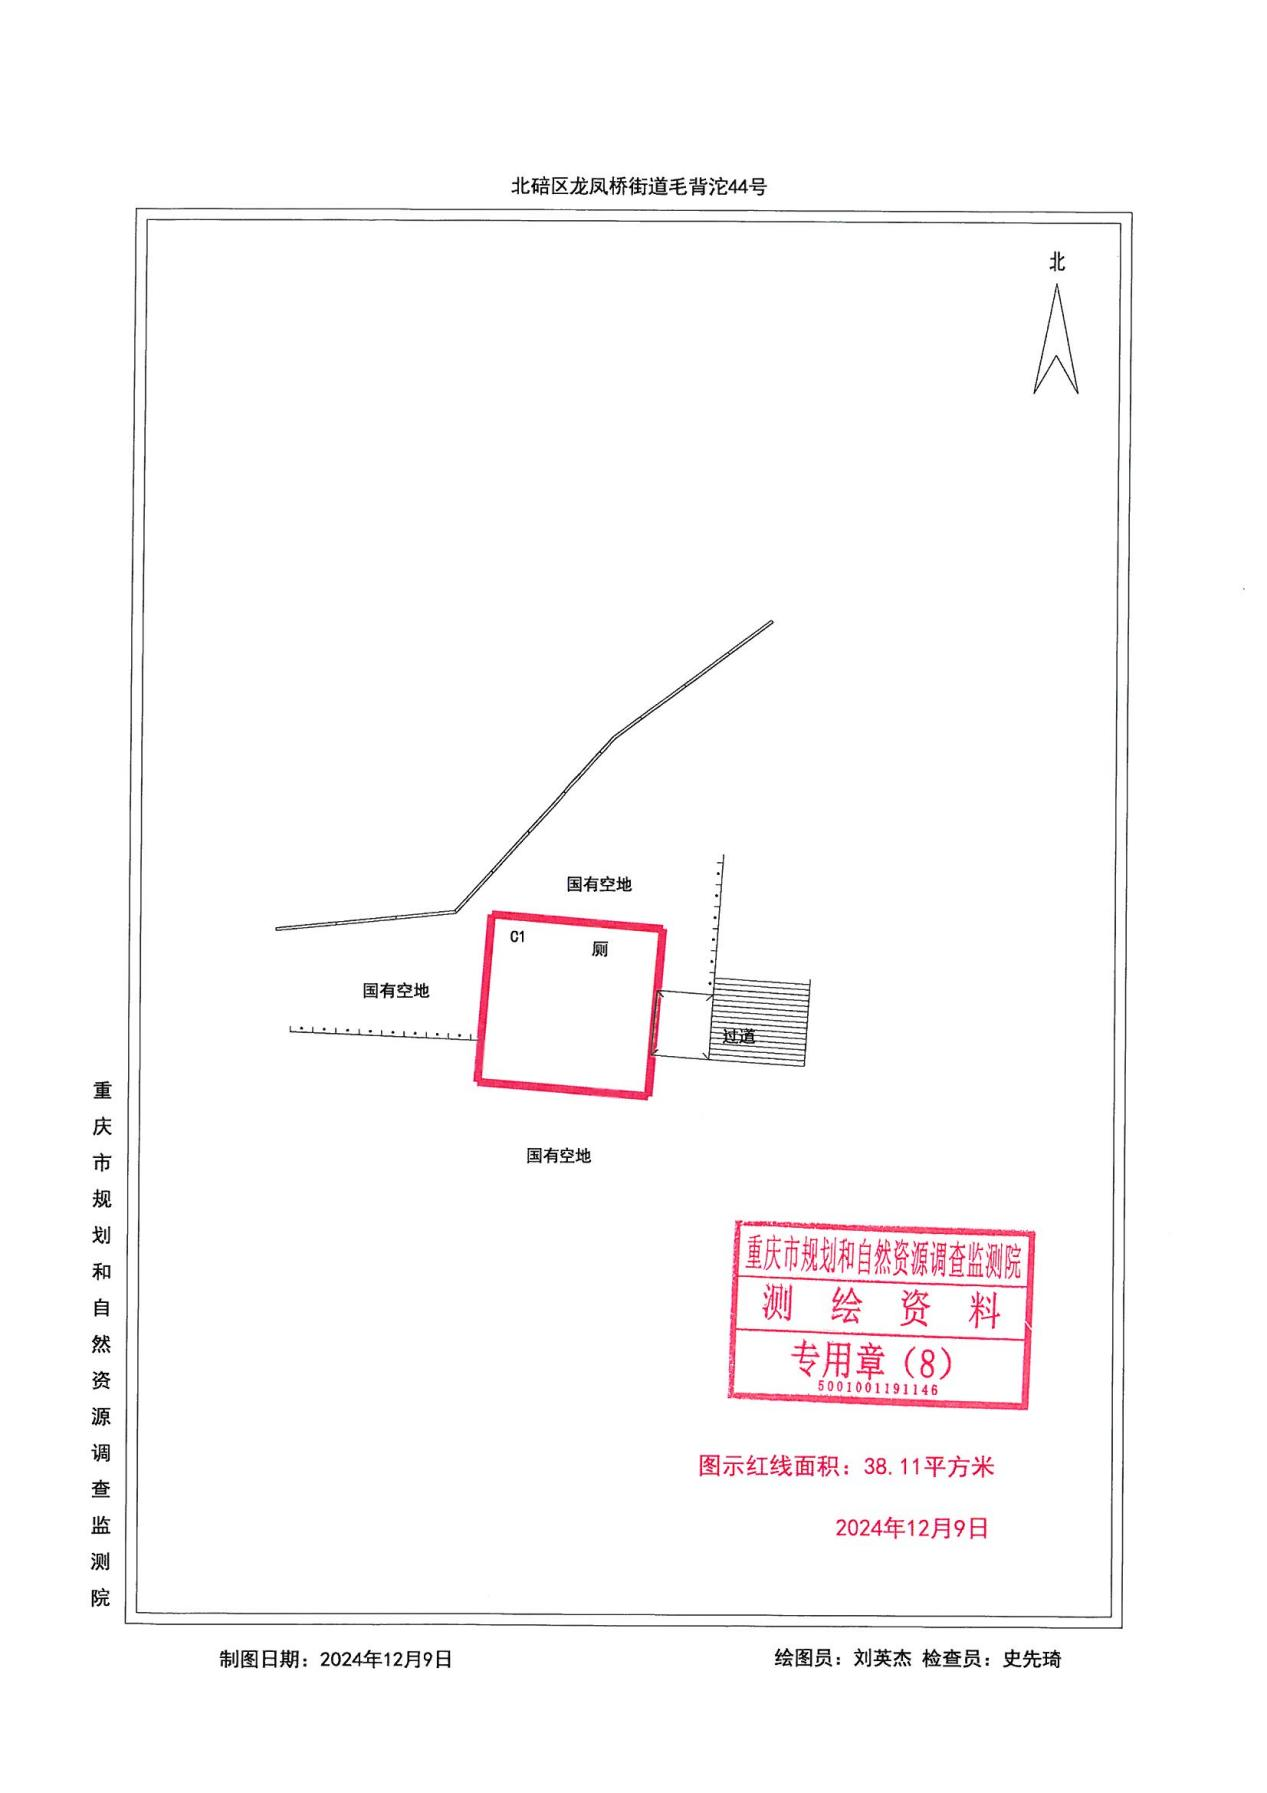 北碚区龙凤桥街道毛背沱44号
北
国有空地
C1
厕
国有空地
过道
国有空地
重庆市规划和自然资源调查监测院
重庆市规划和自然资源调查监测院
测绘资料
专用章(8)
5001001191146
图示红线面积：38.11平方米
2024年12月9日
制图日期：2024年12月9日
绘图员：刘英杰 检查员：史先琦